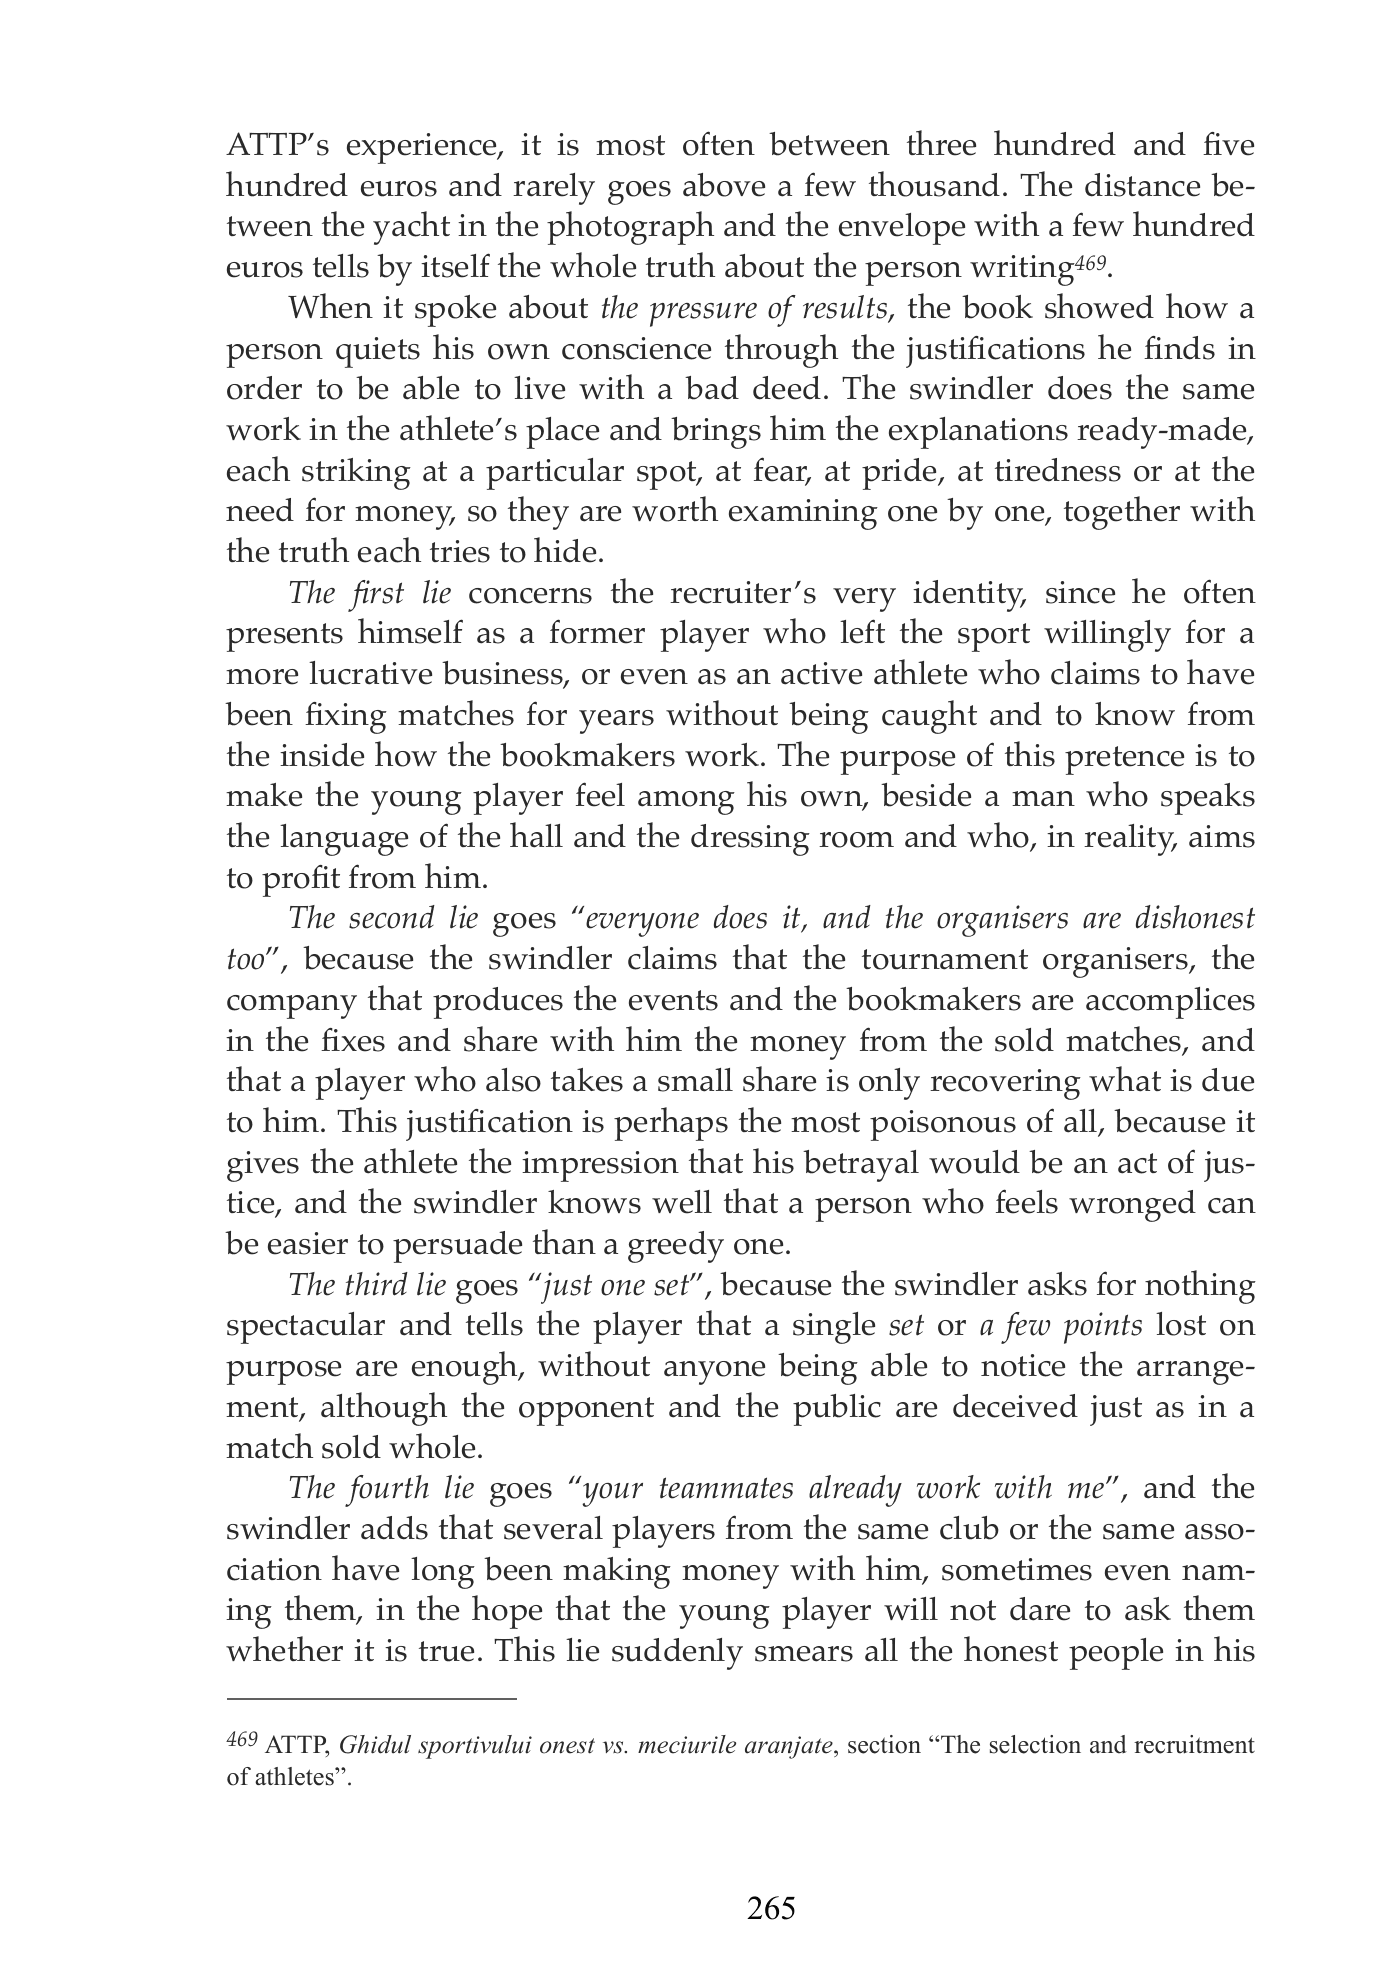 ATTP’s experience, it is most often between three hundred and five
hundred euros and rarely goes above a few thousand. The distance be-
tween the yacht in the photograph and the envelope with a few hundred
euros tells by itself the whole truth about the person writing469.
When it spoke about the pressure of results, the book showed how a
person quiets his own conscience through the justifications he finds in
order to be able to live with a bad deed. The swindler does the same
work in the athlete’s place and brings him the explanations ready-made,
each striking at a particular spot, at fear, at pride, at tiredness or at the
need for money, so they are worth examining one by one, together with
the truth each tries to hide.
The first lie concerns the recruiter’s very identity, since he often
presents himself as a former player who left the sport willingly for a
more lucrative business, or even as an active athlete who claims to have
been fixing matches for years without being caught and to know from
the inside how the bookmakers work. The purpose of this pretence is to
make the young player feel among his own, beside a man who speaks
the language of the hall and the dressing room and who, in reality, aims
to profit from him.
The second lie goes “everyone does it, and the organisers are dishonest
too”, because the swindler claims that the tournament organisers, the
company that produces the events and the bookmakers are accomplices
in the fixes and share with him the money from the sold matches, and
that a player who also takes a small share is only recovering what is due
to him. This justification is perhaps the most poisonous of all, because it
gives the athlete the impression that his betrayal would be an act of jus-
tice, and the swindler knows well that a person who feels wronged can
be easier to persuade than a greedy one.
The third lie goes “just one set”, because the swindler asks for nothing
spectacular and tells the player that a single set or a few points lost on
purpose are enough, without anyone being able to notice the arrange-
ment, although the opponent and the public are deceived just as in a
match sold whole.
The fourth lie goes “your teammates already work with me”, and the
swindler adds that several players from the same club or the same asso-
ciation have long been making money with him, sometimes even nam-
ing them, in the hope that the young player will not dare to ask them
whether it is true. This lie suddenly smears all the honest people in his
469 ATTP, Ghidul sportivului onest vs. meciurile aranjate, section “The selection and recruitment
of athletes”.
265